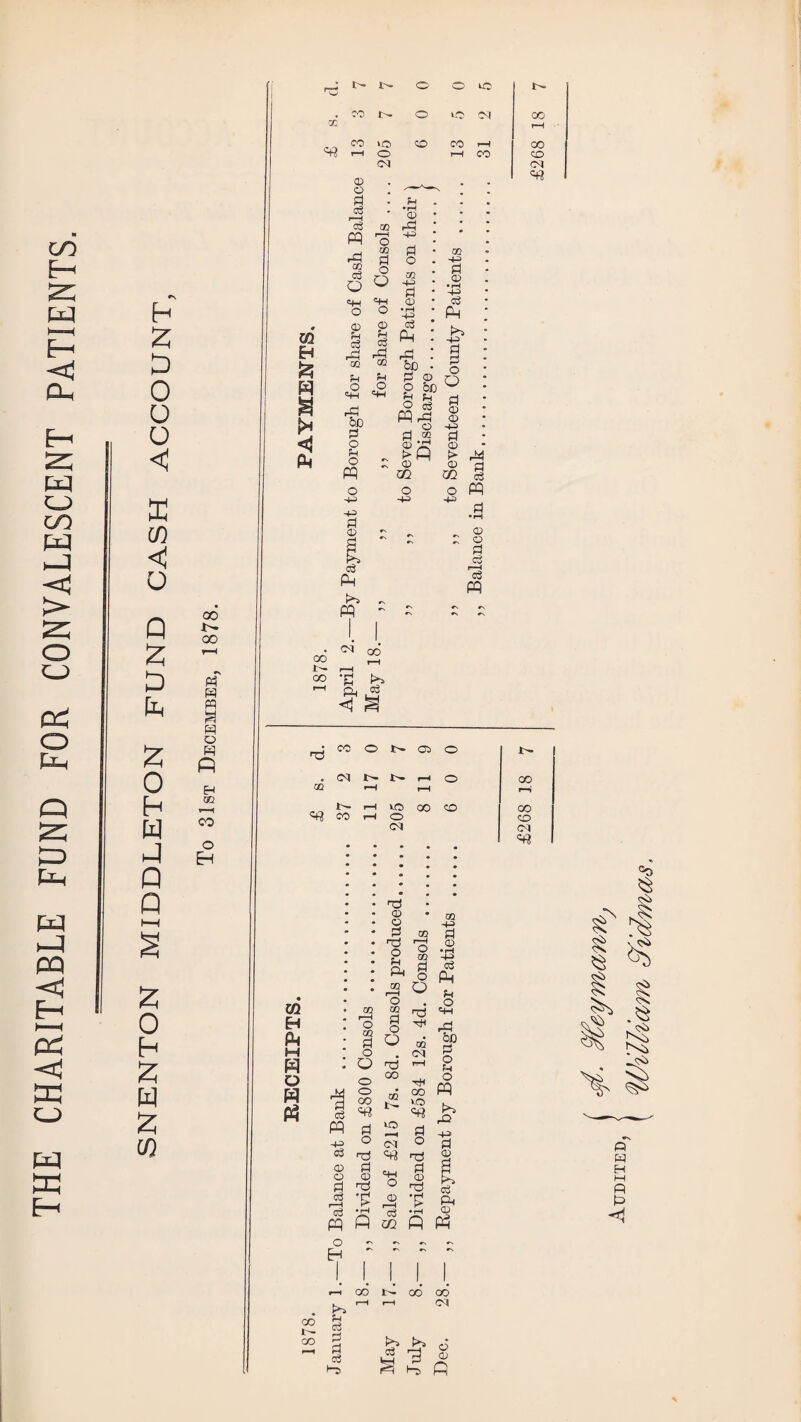 THE CHARITABLE FUND FOR CONVALESCENT PATIENTS.
SNENTON MIDDLETON FUND CASH ACCOUNT,
To 31st December, 1878.
RECEIPTS.
1878. £ s. d.
January 1.—To Balance at Bank ........ 37 2 3
18.— „ Dividend on £800 Consols ........ 11 17 0
May 17.— „ Sale of £215 7s. 8d. Consols produced...... 205 7 7
July 8.— „ Dividend on £584 12s. 4d. Consols ...... 8 11 9
Dec. 28.— „ Repayment by Borough for Patients ...... 6 0 0
£268 18 7
PAYMENTS.
1878. £ s. d.
April 2.—By Payment to Borough for share of Cash Balance 13 3 7
May 18.— „ „ „ for share of Consols .... 205 7 7
„ „ to Seven Borough Patients on their } 6 0 0
Discharge..................
„ „ to Seventeen County Patients ...... 13 5 0
„ Balance in Bank........................ 31 2 5
£268 18 7
Audited, { A. Heymann,
William Tidmas.